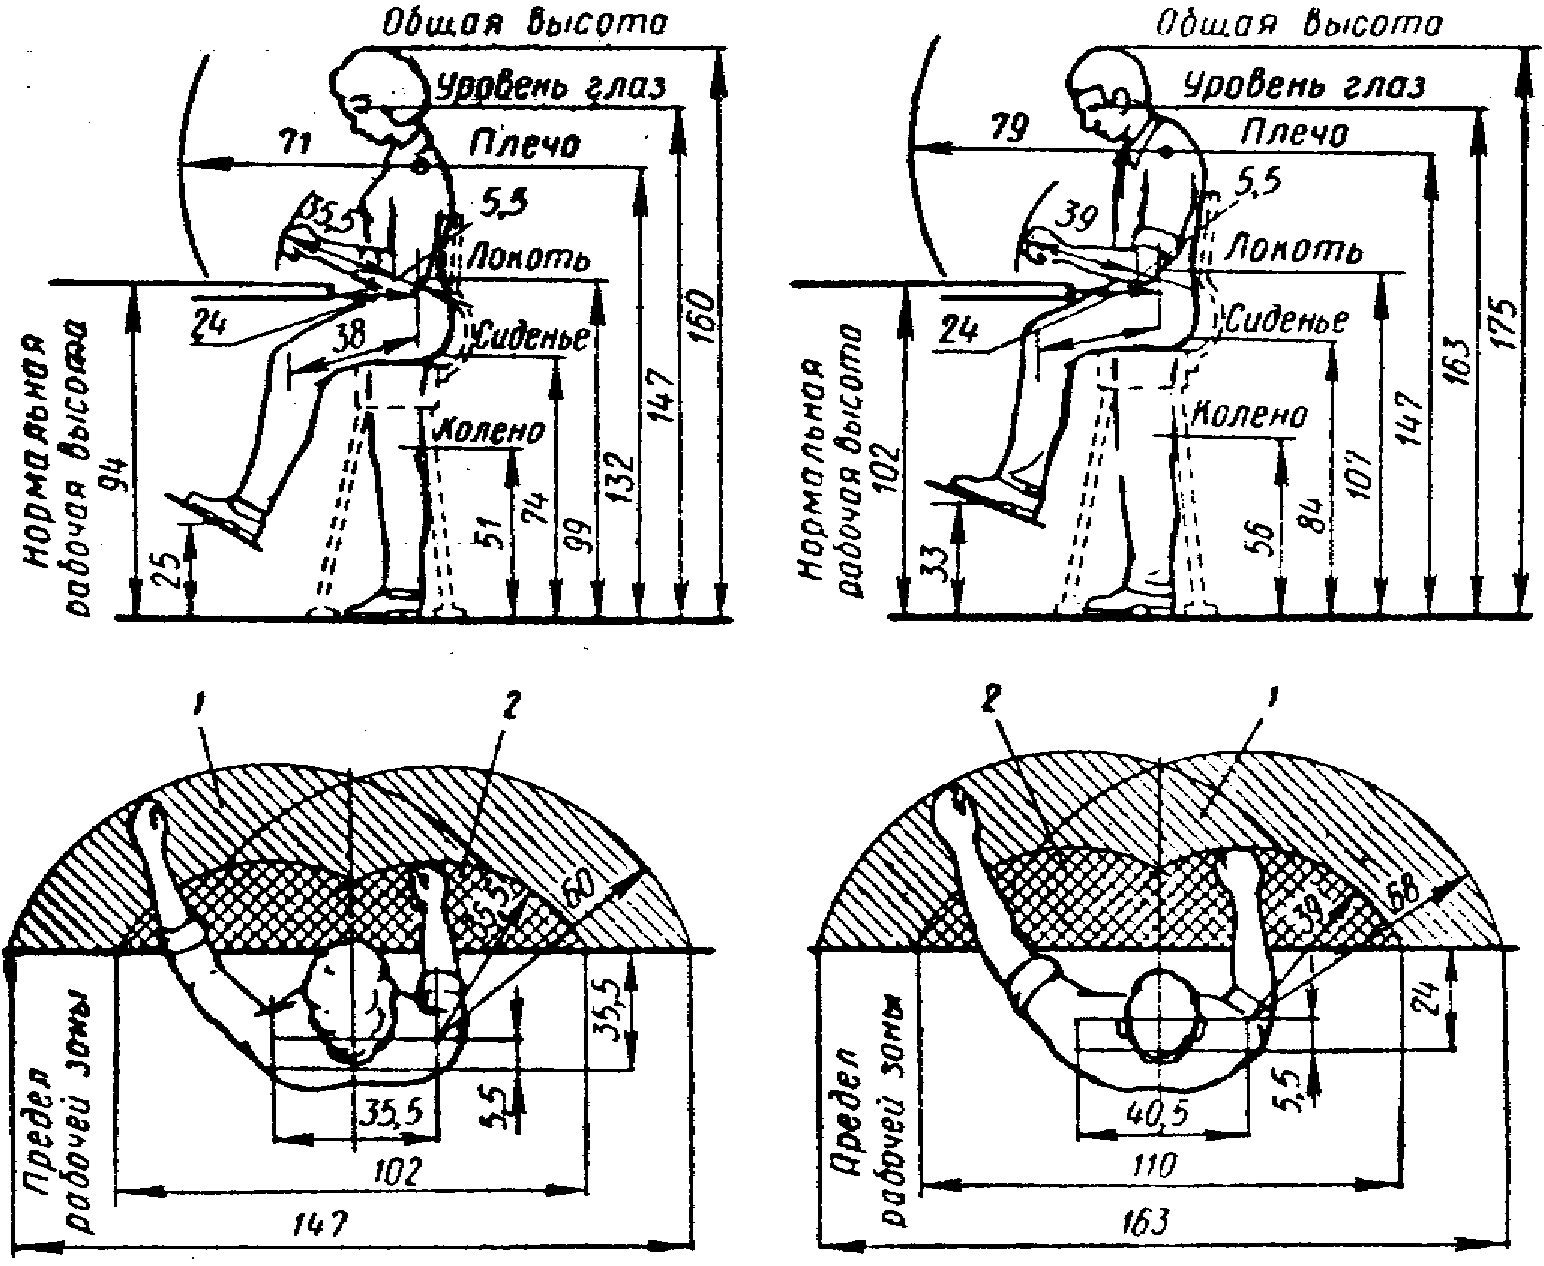 Общая высота
Уровень глаз
71
Плечо
35,5
5,5
Локоть
24
38
Сиденье
Колено
Нормальная
рабочая высота
94
25
51
74
99
132
147
160
Общая высота
Уровень глаз
79
Плечо
39
5,5
Локоть
24
Сиденье
Колено
Нормальная
рабочая высота
102
33
56
84
107
147
163
175
1
2
35,5
60
35,5
5,5
35,5
Предел
рабочей зоны
102
147
2
1
39
68
24
5,5
40,5
Предел
рабочей зоны
110
163